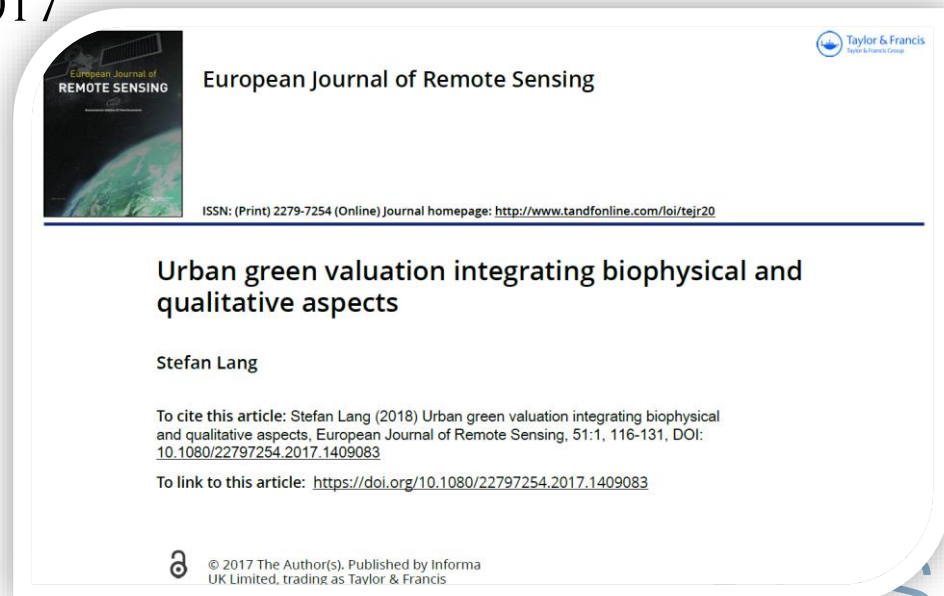 2017
European Journal of
REMOTE SENSING
Taylor & Francis
Taylor & Francis Group
European Journal of Remote Sensing
ISSN: (Print) 2279-7254 (Online) Journal homepage: http://www.tandfonline.com/loi/tejr20
Urban green valuation integrating biophysical and
qualitative aspects
Stefan Lang
To cite this article: Stefan Lang (2018) Urban green valuation integrating biophysical
and qualitative aspects, European Journal of Remote Sensing, 51:1, 116-131, DOI:
10.1080/22797254.2017.1409083
To link to this article: https://doi.org/10.1080/22797254.2017.1409083
© 2017 The Author(s). Published by Informa
UK Limited, trading as Taylor & Francis